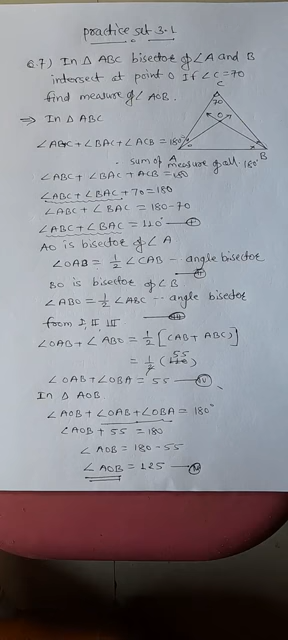 practice set 3.1
Q.7) In △ ABC bisector of ∠A and B
intersect at point O If ∠C = 70
find measure of ∠ AOB.
C
70
O
A
B
⇒ In △ ABC
∠ABC + ∠BAC + ∠ACB = 180°
. sum of measure of all 180°
∠ABC + ∠BAC + ACB = 180
∠ABC + ∠BAC + 70 = 180
∠ABC + ∠BAC = 180 - 70
∠ABC + ∠BAC = 110° — I
AO is bisector of ∠ A
∠OAB = 1/2 ∠CAB -- angle bisector
II
BO is bisector of ∠B
∠ABO = 1/2 ∠ABC -- angle bisector
III
from I, II, III
∠OAB + ∠ABO = 1/2 [CAB + ABC]
= 1/2 (110) 55
∠OAB + ∠OBA = 55 — IV
In △ AOB
∠AOB + ∠OAB + ∠OBA = 180°
∠AOB + 55 = 180
∠AOB = 180 - 55
∠AOB = 125 —